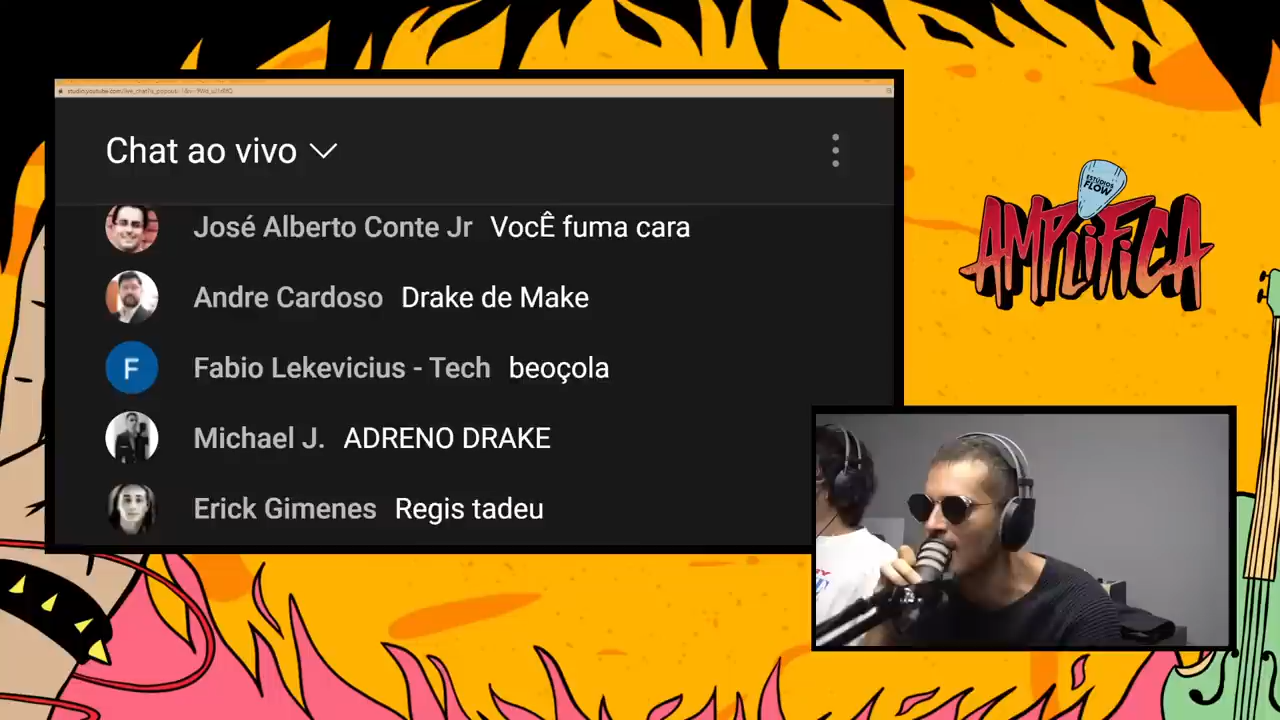 Chat ao vivo
José Alberto Conte Jr VocÊ fuma cara
Andre Cardoso Drake de Make
F Fabio Lekevicius - Tech beoçola
Michael J. ADRENO DRAKE
Erick Gimenes Regis tadeu
ESTÚDIOS
FLOW
AMPLIFICA